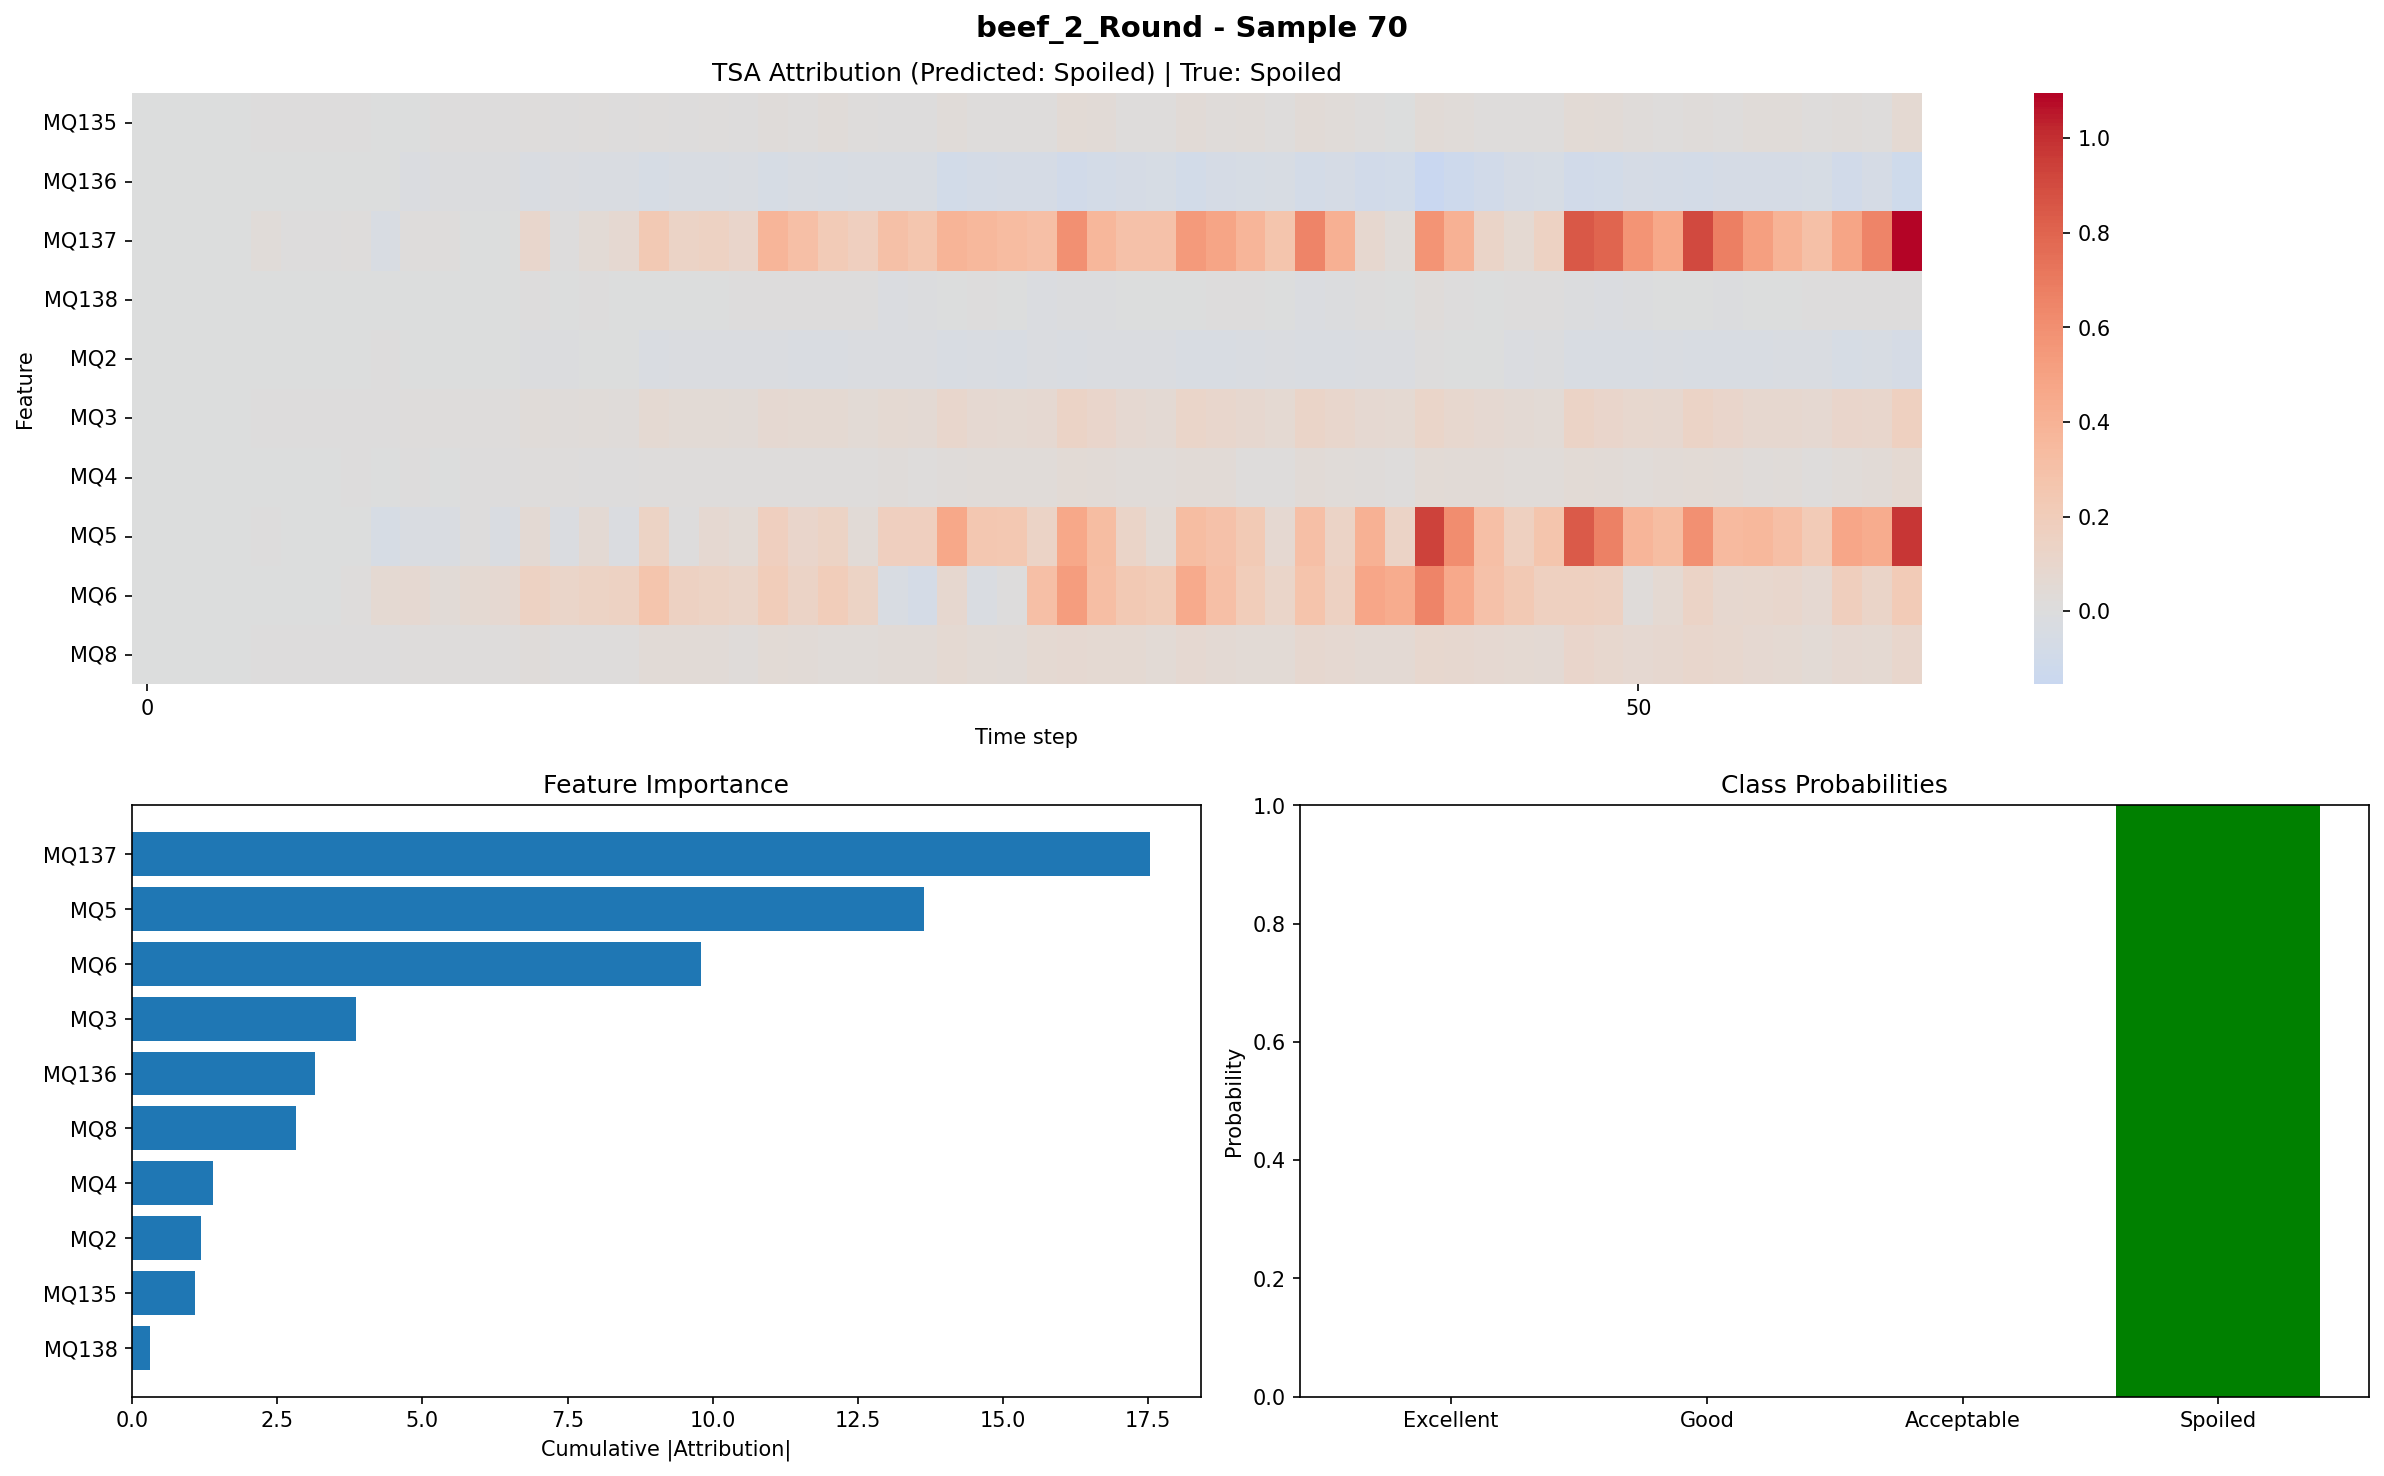 beef_2_Round - Sample 70
TSA Attribution (Predicted: Spoiled) | True: Spoiled
Feature
MQ135
MQ136
MQ137
MQ138
MQ2
MQ3
MQ4
MQ5
MQ6
MQ8
0
50
Time step
1.0
0.8
0.6
0.4
0.2
0.0
Feature Importance
MQ137
MQ5
MQ6
MQ3
MQ136
MQ8
MQ4
MQ2
MQ135
MQ138
0.0 2.5 5.0 7.5 10.0 12.5 15.0 17.5
Cumulative |Attribution|
Class Probabilities
Probability
1.0
0.8
0.6
0.4
0.2
0.0
Excellent Good Acceptable Spoiled